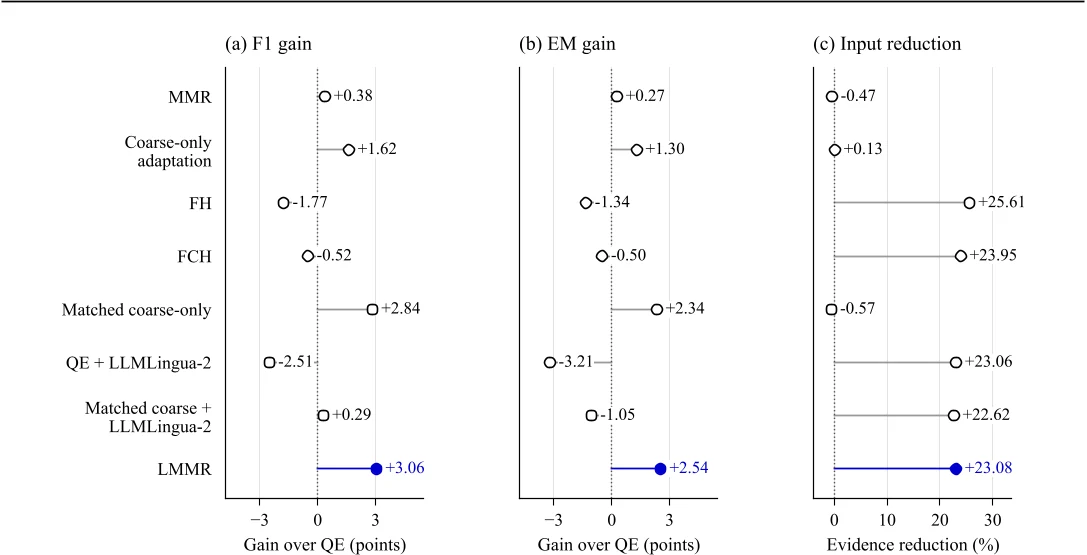 (a) F1 gain
(b) EM gain
(c) Input reduction
MMR
+0.38
+0.27
-0.47
Coarse-only
adaptation
+1.62
+1.30
+0.13
FH
-1.77
-1.34
+25.61
FCH
-0.52
-0.50
+23.95
Matched coarse-only
+2.84
+2.34
-0.57
QE + LLMLingua-2
-2.51
-3.21
+23.06
Matched coarse +
LLMLingua-2
+0.29
-1.05
+22.62
LMMR
+3.06
+2.54
+23.08
−3 0 3
−3 0 3
0 10 20 30
Gain over QE (points)
Gain over QE (points)
Evidence reduction (%)